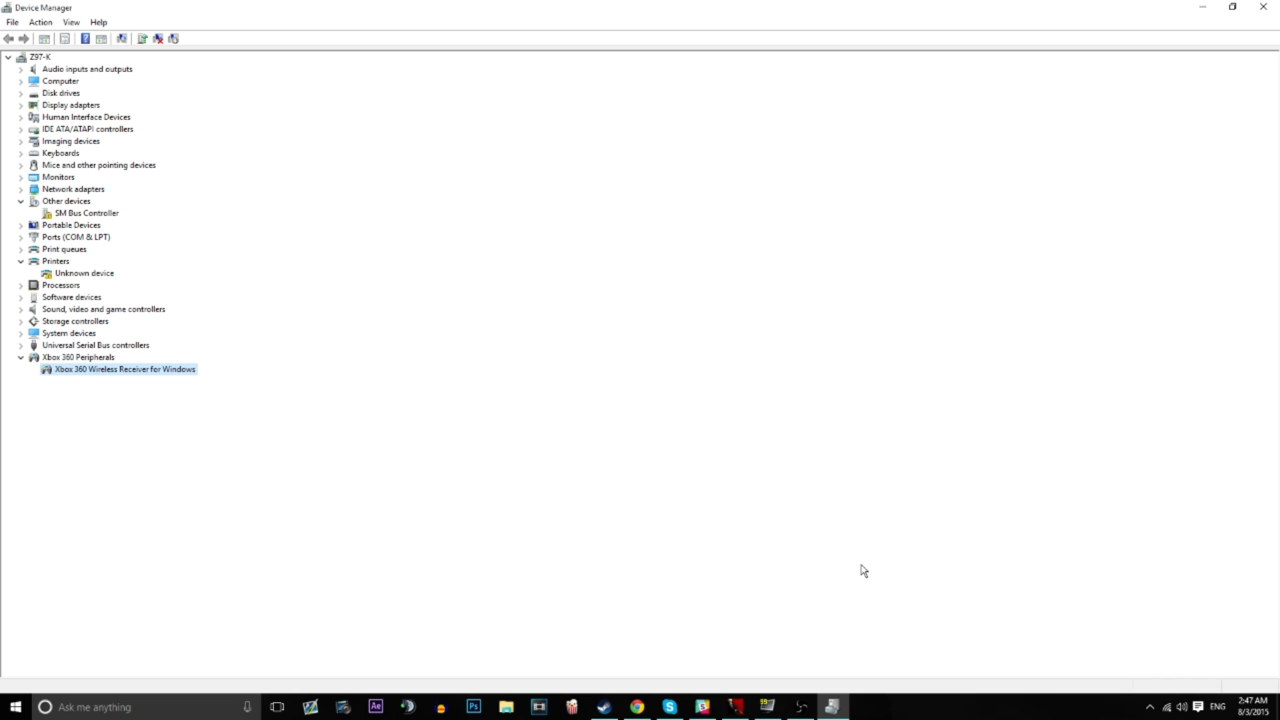 Device Manager
File Action View Help
Z97-K
Audio inputs and outputs
Computer
Disk drives
Display adapters
Human Interface Devices
IDE ATA/ATAPI controllers
Imaging devices
Keyboards
Mice and other pointing devices
Monitors
Network adapters
Other devices
SM Bus Controller
Portable Devices
Ports (COM & LPT)
Print queues
Printers
Unknown device
Processors
Software devices
Sound, video and game controllers
Storage controllers
System devices
Universal Serial Bus controllers
Xbox 360 Peripherals
Xbox 360 Wireless Receiver for Windows
Ask me anything
Ae
Ps
ENG
2:47 AM
8/3/2015